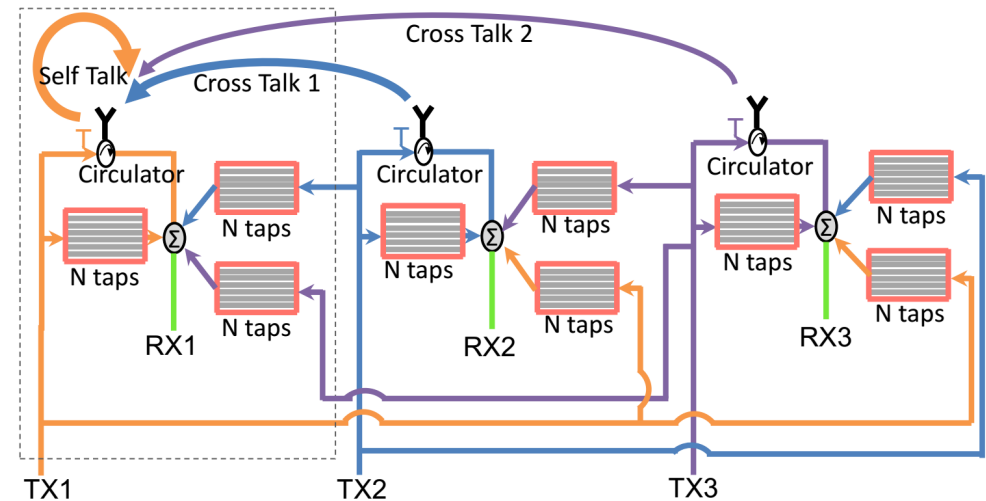 Cross Talk 2
Self Talk
Cross Talk 1
T
T
T
Circulator
Circulator
Circulator
N taps
N taps
N taps
Σ
Σ
Σ
N taps
N taps
N taps
N taps
N taps
N taps
RX1
RX2
RX3
TX1
TX2
TX3